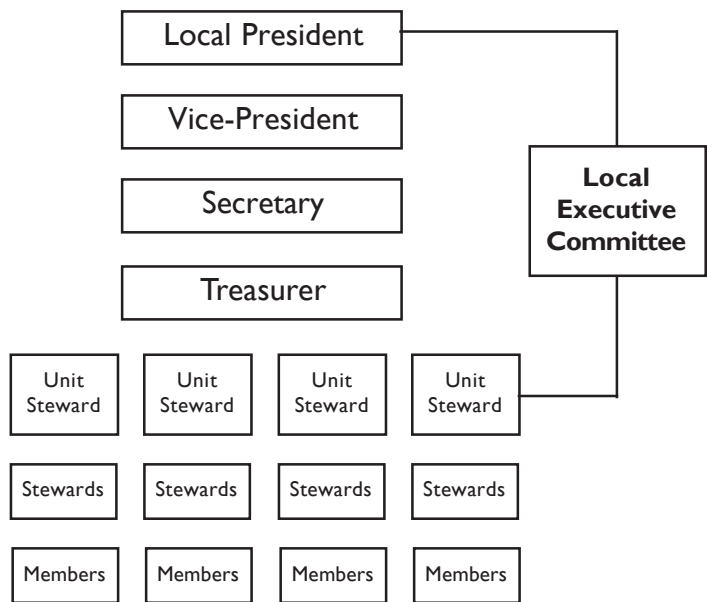 Local President
Vice-President
Secretary
Treasurer
Local
Executive
Committee
Unit
Steward
Unit
Steward
Unit
Steward
Unit
Steward
Stewards
Stewards
Stewards
Stewards
Members
Members
Members
Members